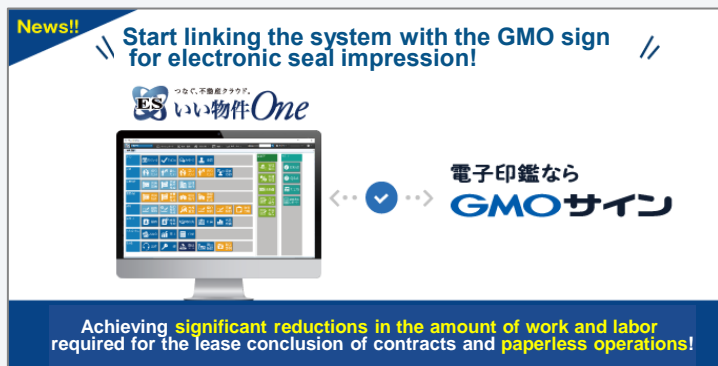 News!!
Start linking the system with the GMO sign
for electronic seal impression!
つなぐ、不動産クラウド。
ES いい物件One
電子印鑑なら
GMOサイン
Achieving significant reductions in the amount of work and labor
required for the lease conclusion of contracts and paperless operations!